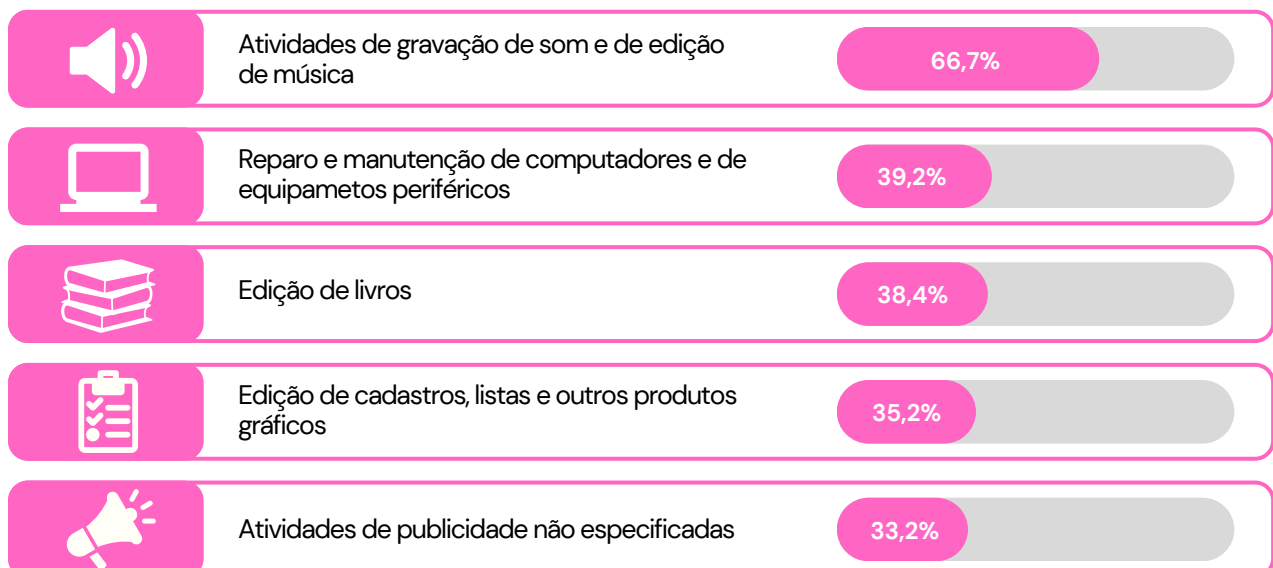 Atividades de gravação de som e de edição
de música
66,7%
Reparo e manutenção de computadores e de
equipametos periféricos
39,2%
Edição de livros
38,4%
Edição de cadastros, listas e outros produtos
gráficos
35,2%
Atividades de publicidade não especificadas
33,2%